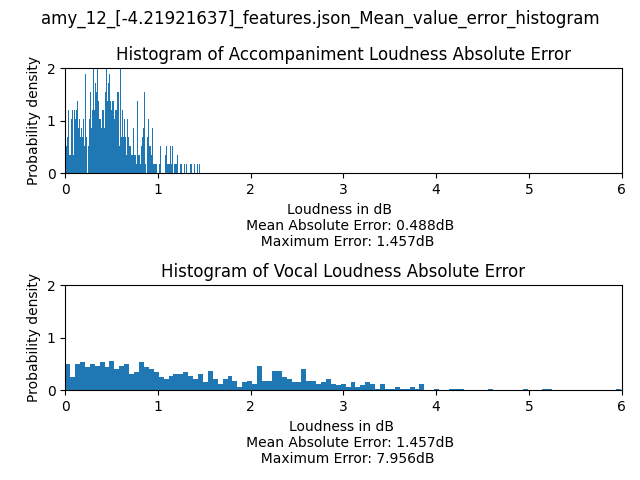 amy_12_[-4.21921637]_features.json_Mean_value_error_histogram
Histogram of Accompaniment Loudness Absolute Error
Probability density
2
1
0
0 1 2 3 4 5 6
Loudness in dB
Mean Absolute Error: 0.488dB
Maximum Error: 1.457dB
Histogram of Vocal Loudness Absolute Error
Probability density
2
1
0
0 1 2 3 4 5 6
Loudness in dB
Mean Absolute Error: 1.457dB
Maximum Error: 7.956dB